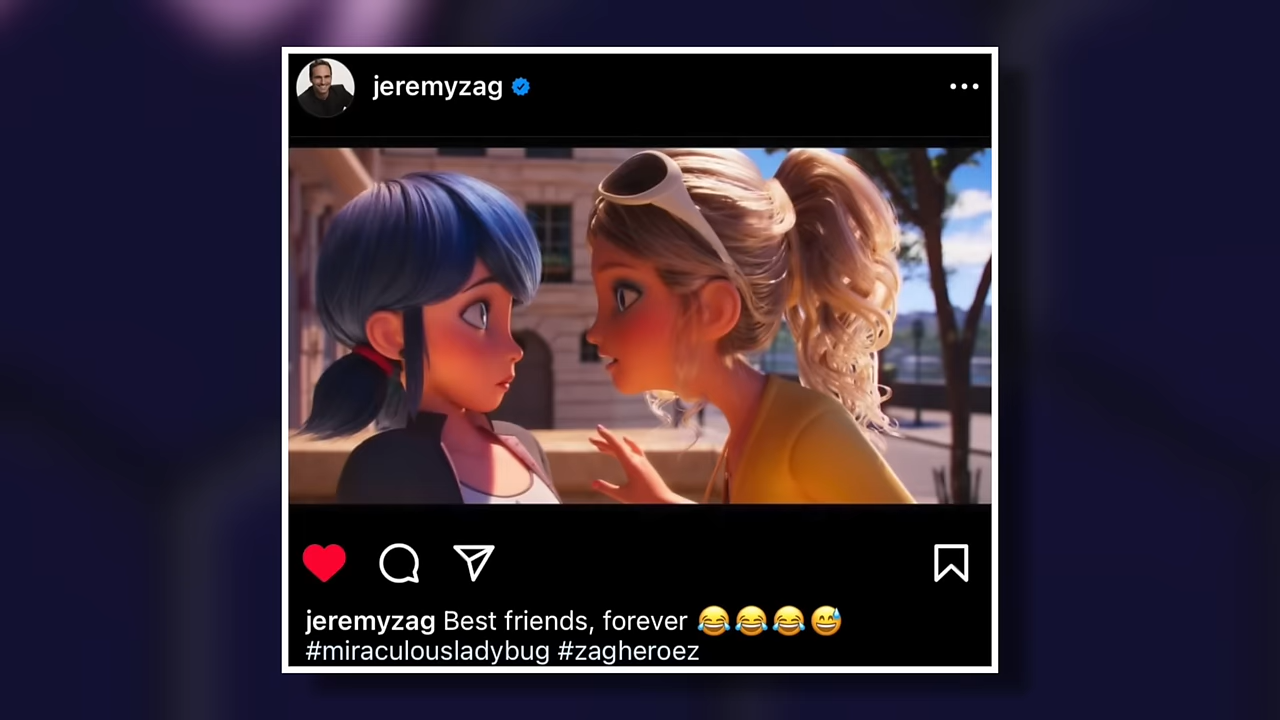 jeremyzag
jeremyzag Best friends, forever 😂😂😂😅
#miraculousladybug #zagheroez